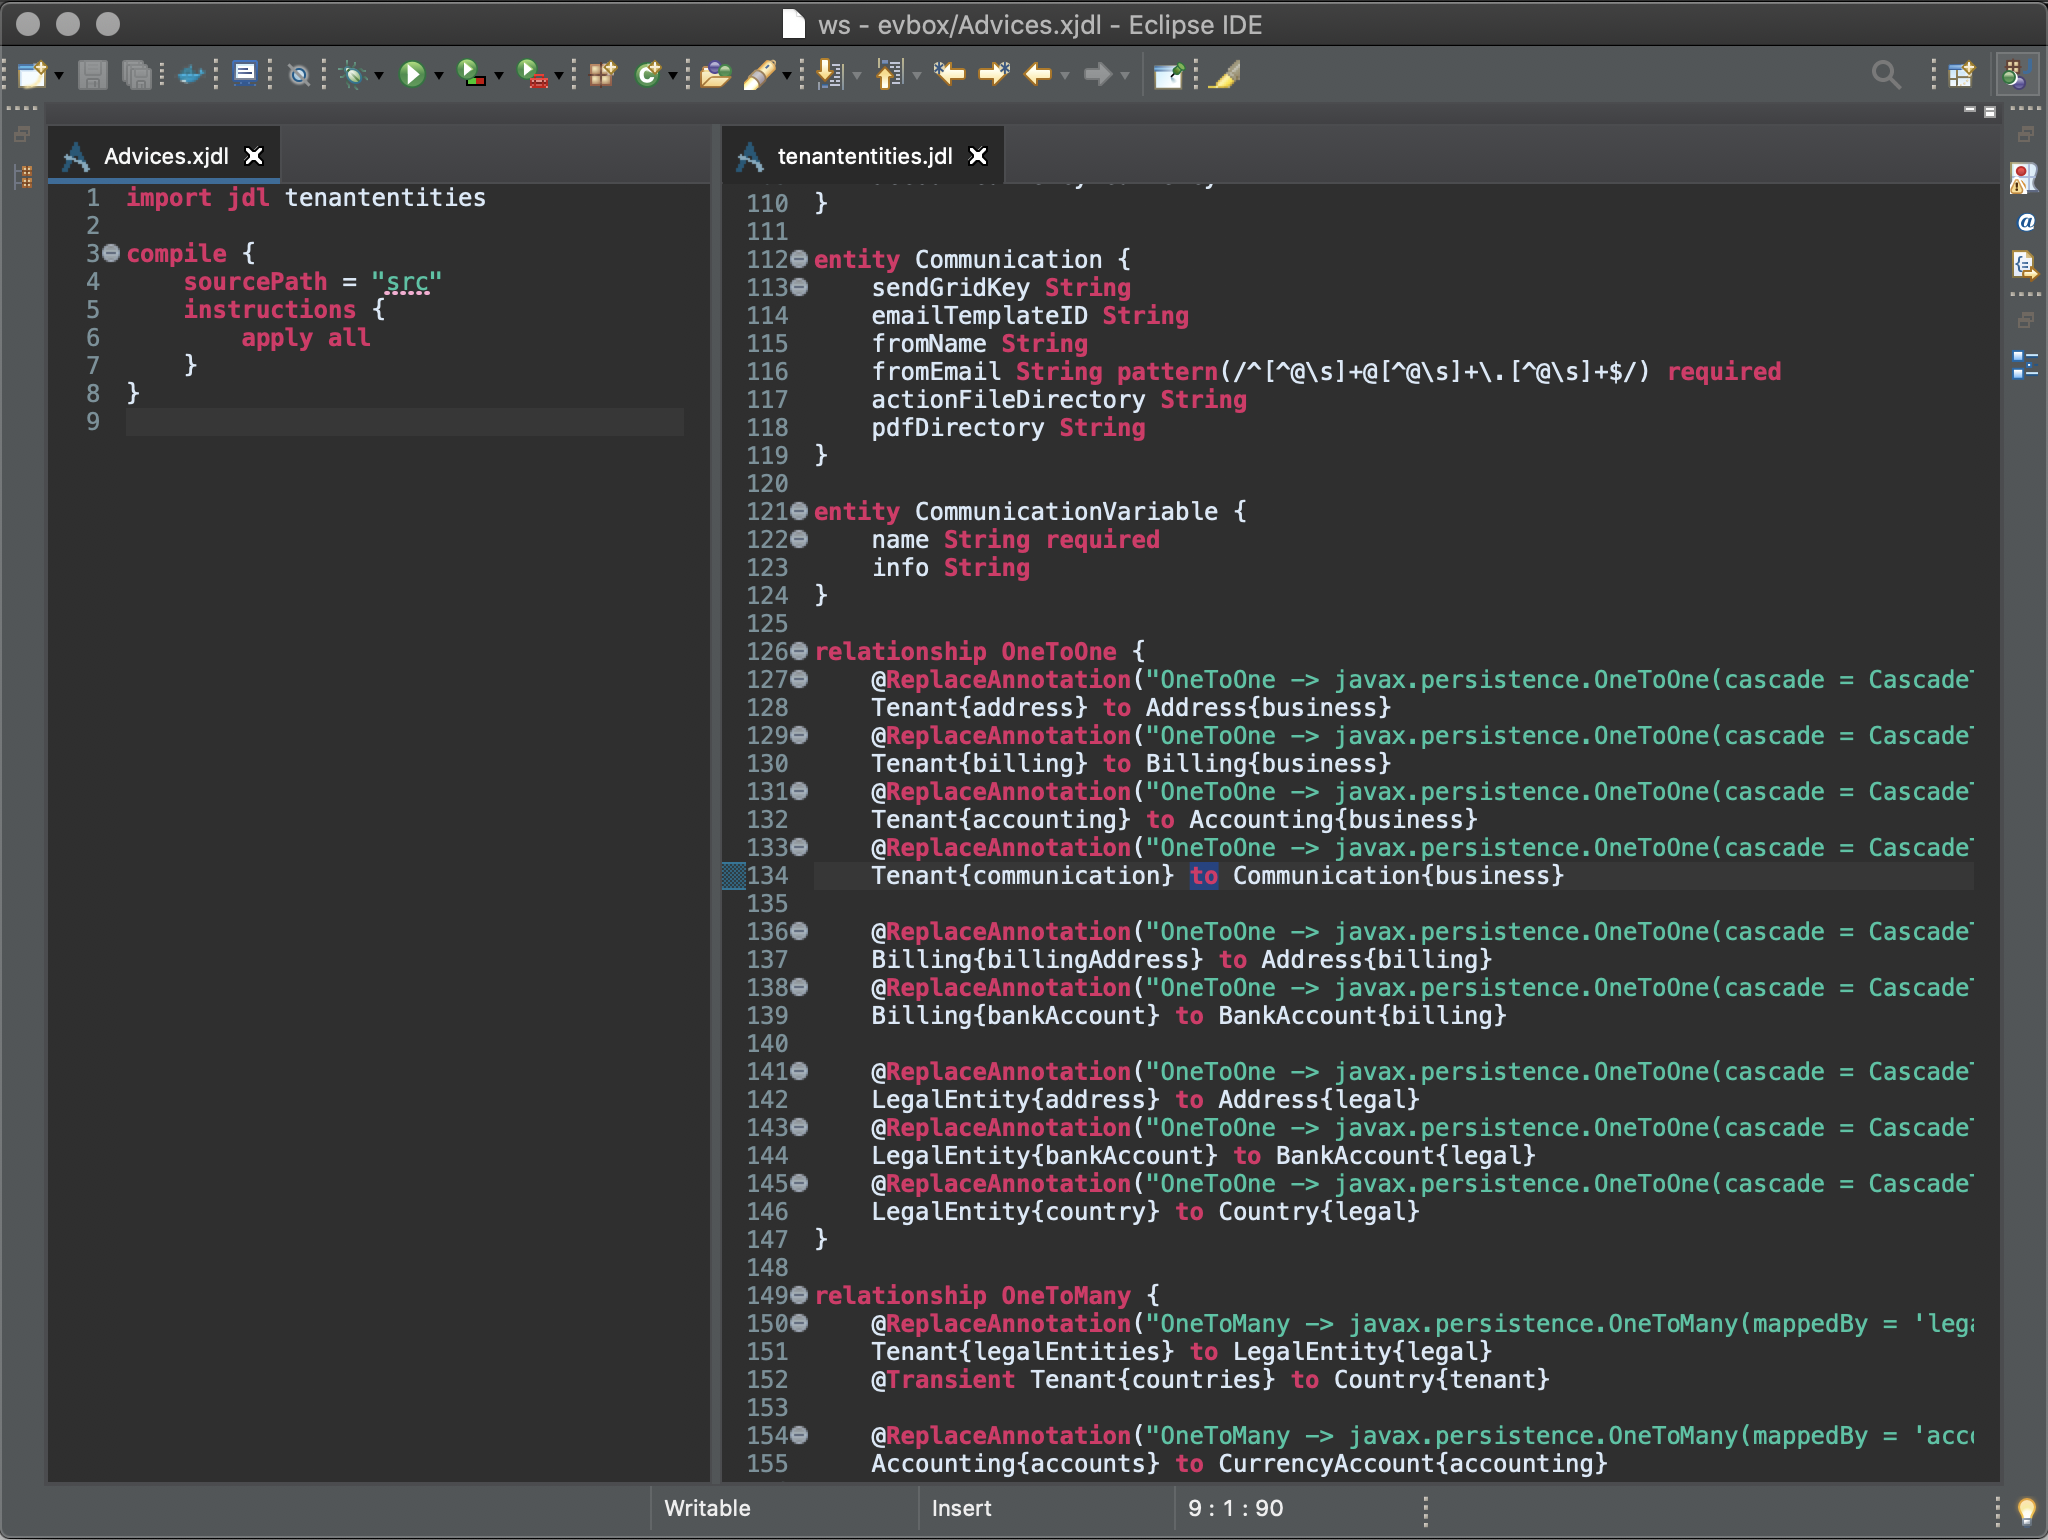 ws - evbox/Advices.xjdl - Eclipse IDE
Advices.xjdl
1 import jdl tenantentities
2
3 compile {
4 sourcePath = "src"
5 instructions {
6 apply all
7 }
8 }
9
tenantentities.jdl
110 }
111
112 entity Communication {
113 sendGridKey String
114 emailTemplateID String
115 fromName String
116 fromEmail String pattern(/^[^@\s]+@[^@\s]+\.[^@\s]+$/) required
117 actionFileDirectory String
118 pdfDirectory String
119 }
120
121 entity CommunicationVariable {
122 name String required
123 info String
124 }
125
126 relationship OneToOne {
127 @ReplaceAnnotation("OneToOne -> javax.persistence.OneToOne(cascade = Cascade
128 Tenant{address} to Address{business}
129 @ReplaceAnnotation("OneToOne -> javax.persistence.OneToOne(cascade = Cascade
130 Tenant{billing} to Billing{business}
131 @ReplaceAnnotation("OneToOne -> javax.persistence.OneToOne(cascade = Cascade
132 Tenant{accounting} to Accounting{business}
133 @ReplaceAnnotation("OneToOne -> javax.persistence.OneToOne(cascade = Cascade
134 Tenant{communication} to Communication{business}
135
136 @ReplaceAnnotation("OneToOne -> javax.persistence.OneToOne(cascade = Cascade
137 Billing{billingAddress} to Address{billing}
138 @ReplaceAnnotation("OneToOne -> javax.persistence.OneToOne(cascade = Cascade
139 Billing{bankAccount} to BankAccount{billing}
140
141 @ReplaceAnnotation("OneToOne -> javax.persistence.OneToOne(cascade = Cascade
142 LegalEntity{address} to Address{legal}
143 @ReplaceAnnotation("OneToOne -> javax.persistence.OneToOne(cascade = Cascade
144 LegalEntity{bankAccount} to BankAccount{legal}
145 @ReplaceAnnotation("OneToOne -> javax.persistence.OneToOne(cascade = Cascade
146 LegalEntity{country} to Country{legal}
147 }
148
149 relationship OneToMany {
150 @ReplaceAnnotation("OneToMany -> javax.persistence.OneToMany(mappedBy = 'lega
151 Tenant{legalEntities} to LegalEntity{legal}
152 @Transient Tenant{countries} to Country{tenant}
153
154 @ReplaceAnnotation("OneToMany -> javax.persistence.OneToMany(mappedBy = 'acc
155 Accounting{accounts} to CurrencyAccount{accounting}
Writable
Insert
9 : 1 : 90